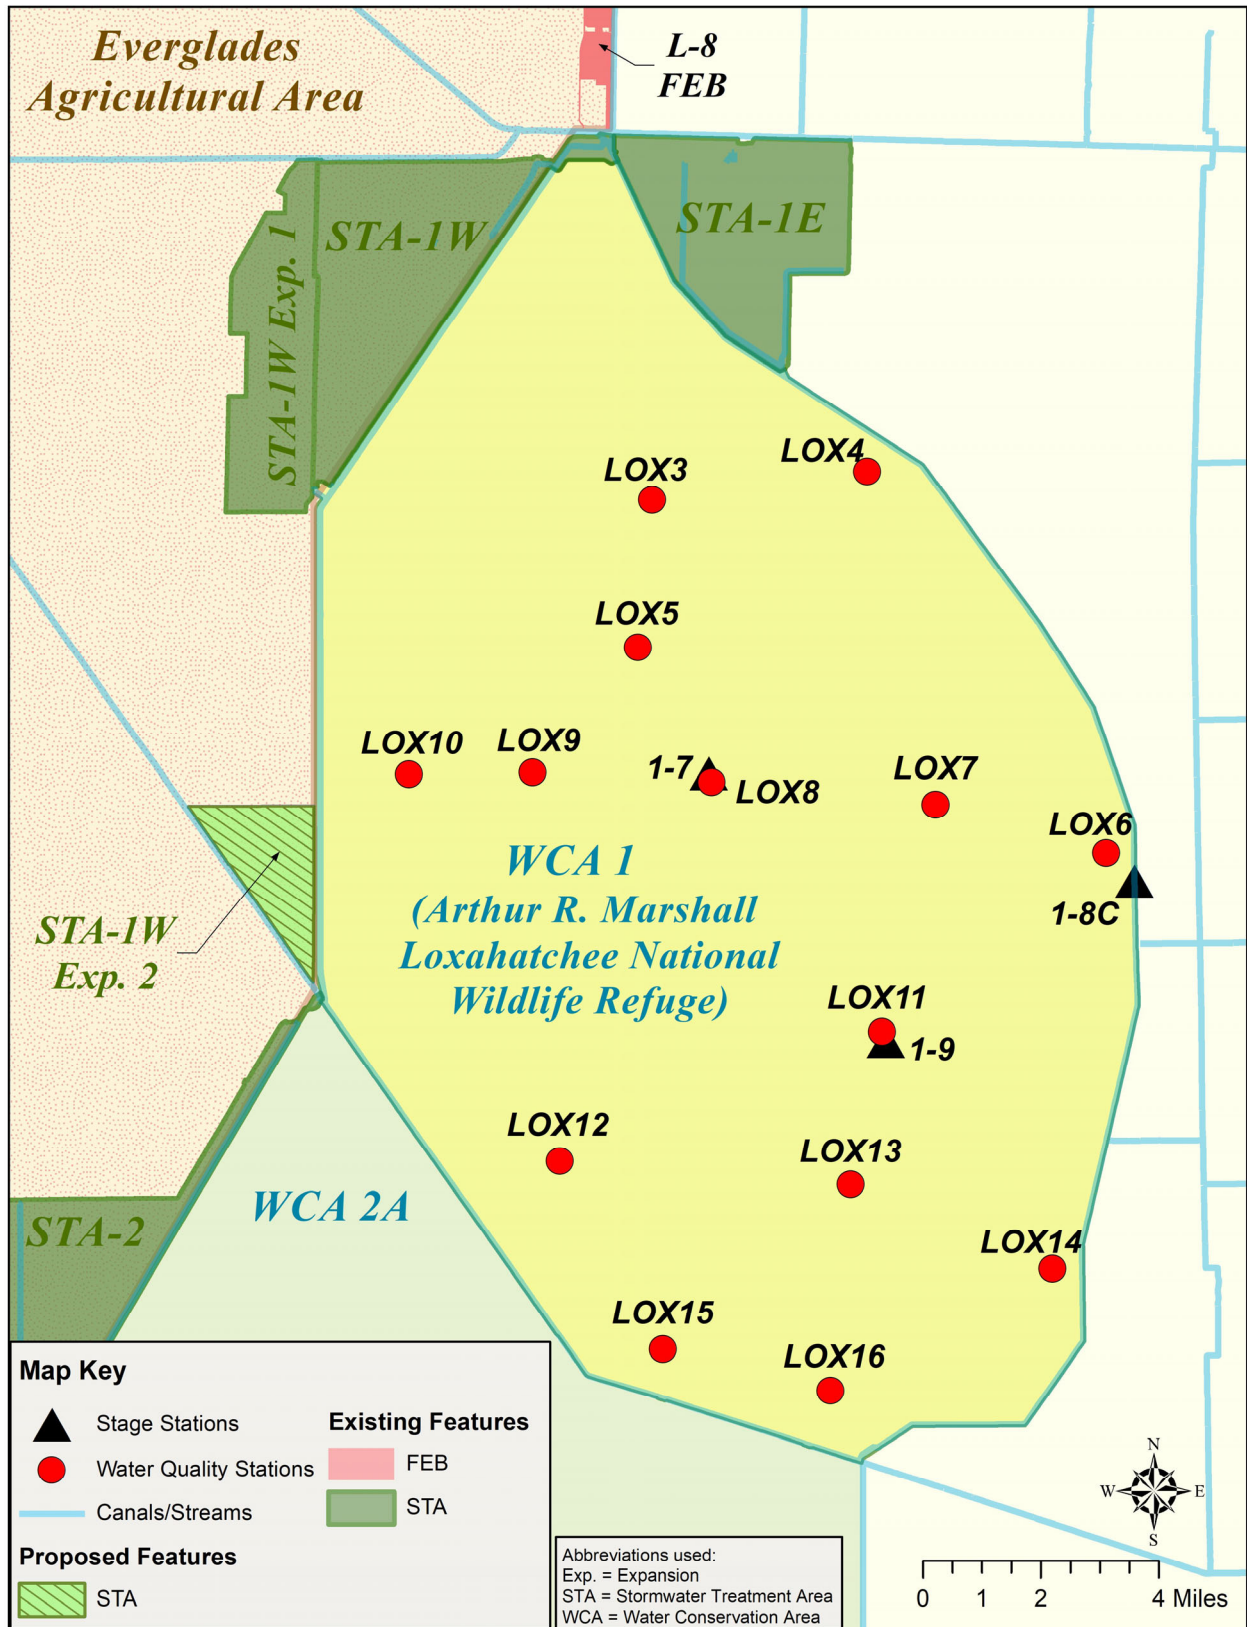 Everglades
Agricultural Area
L-8
FEB
STA-1W
STA-1E
STA-1W Exp. 1
LOX3
LOX4
LOX5
LOX10
LOX9
1-7
LOX8
LOX7
LOX6
1-8C
WCA 1
(Arthur R. Marshall
Loxahatchee National
Wildlife Refuge)
STA-1W
Exp. 2
LOX11
1-9
LOX12
LOX13
WCA 2A
STA-2
LOX14
LOX15
LOX16
Map Key
Stage Stations
Water Quality Stations
Canals/Streams
Proposed Features
STA
Existing Features
FEB
STA
Abbreviations used:
Exp. = Expansion
STA = Stormwater Treatment Area
WCA = Water Conservation Area
N
W
E
S
0 1 2 4 Miles